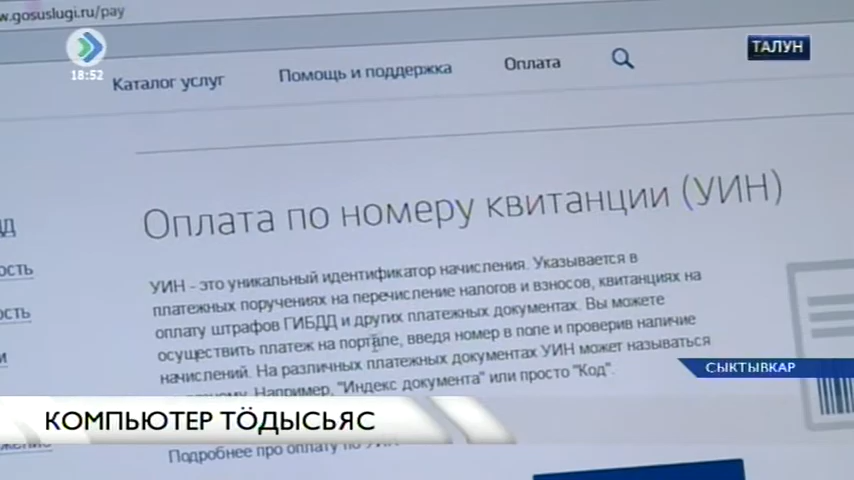 w.gosuslugi.ru/pay
18:52
ТАЛУН
Каталог услуг
Помощь и поддержка
Оплата
Оплата по номеру квитанции (УИН)
УИН - это уникальный идентификатор начисления. Указывается в
платежных поручениях на перечисление налогов и взносов, квитанциях на
оплату штрафов ГИБДД и других платежных документах. Вы можете
осуществить платеж на портале, введя номер в поле и проверив наличие
начислений. На различных платежных документах УИН может называться
Например, "Индекс документа" или просто "Код".
СЫКТЫВКАР
КОМПЬЮТЕР ТӦДЫСЬЯС
Подробнее про оплату по